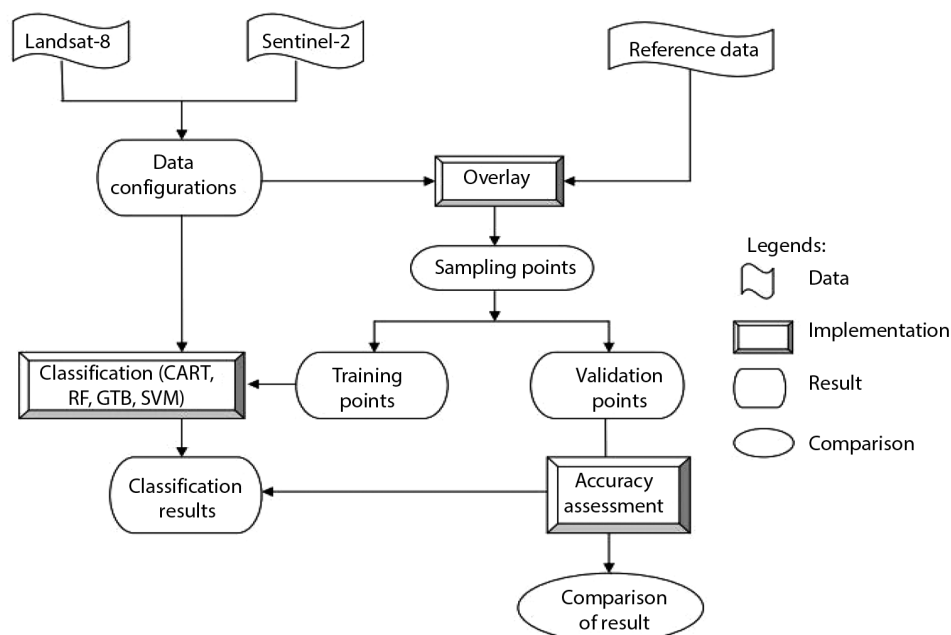 Landsat-8
Sentinel-2
Reference data
Data
configurations
Overlay
Sampling points
Legends:
Data
Implementation
Result
Comparison
Classification (CART,
RF, GTB, SVM)
Training
points
Validation
points
Classification
results
Accuracy
assessment
Comparison
of result